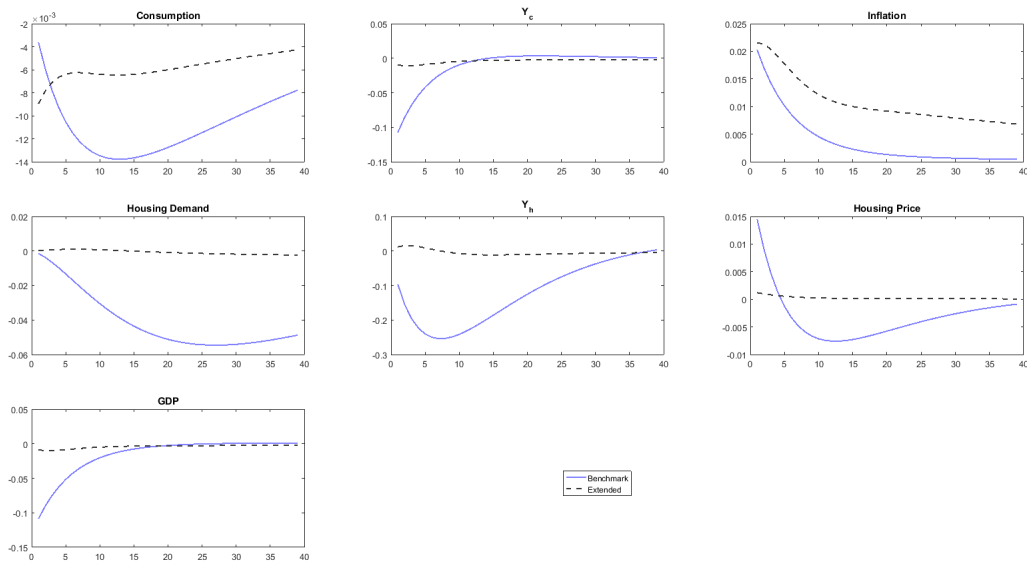 Consumption
× 10⁻³
-2
-4
-6
-8
-10
-12
-14
0 5 10 15 20 25 30 35 40
Y_c
0.05
0
-0.05
-0.1
-0.15
0 5 10 15 20 25 30 35 40
Inflation
0.025
0.02
0.015
0.01
0.005
0
0 5 10 15 20 25 30 35 40
Housing Demand
0.02
0
-0.02
-0.04
-0.06
0 5 10 15 20 25 30 35 40
Y_h
0.1
0
-0.1
-0.2
-0.3
0 5 10 15 20 25 30 35 40
Housing Price
0.015
0.01
0.005
0
-0.005
-0.01
0 5 10 15 20 25 30 35 40
GDP
0.05
0
-0.05
-0.1
-0.15
0 5 10 15 20 25 30 35 40
Benchmark
Extended